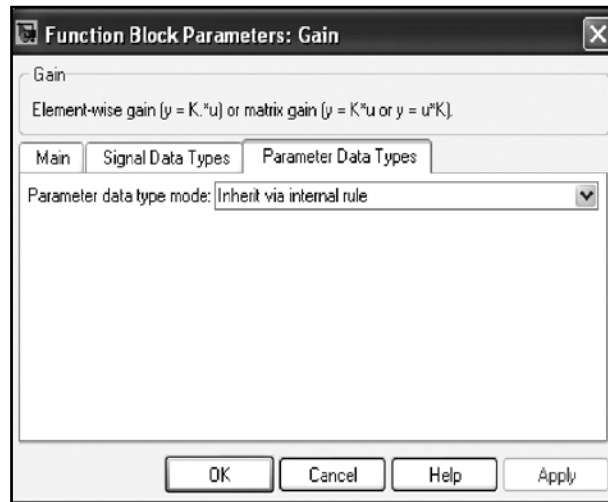 Function Block Parameters: Gain
Gain
Element-wise gain (y = K.*u) or matrix gain (y = K*u or y = u*K).
Main Signal Data Types Parameter Data Types
Parameter data type mode: Inherit via internal rule
OK Cancel Help Apply